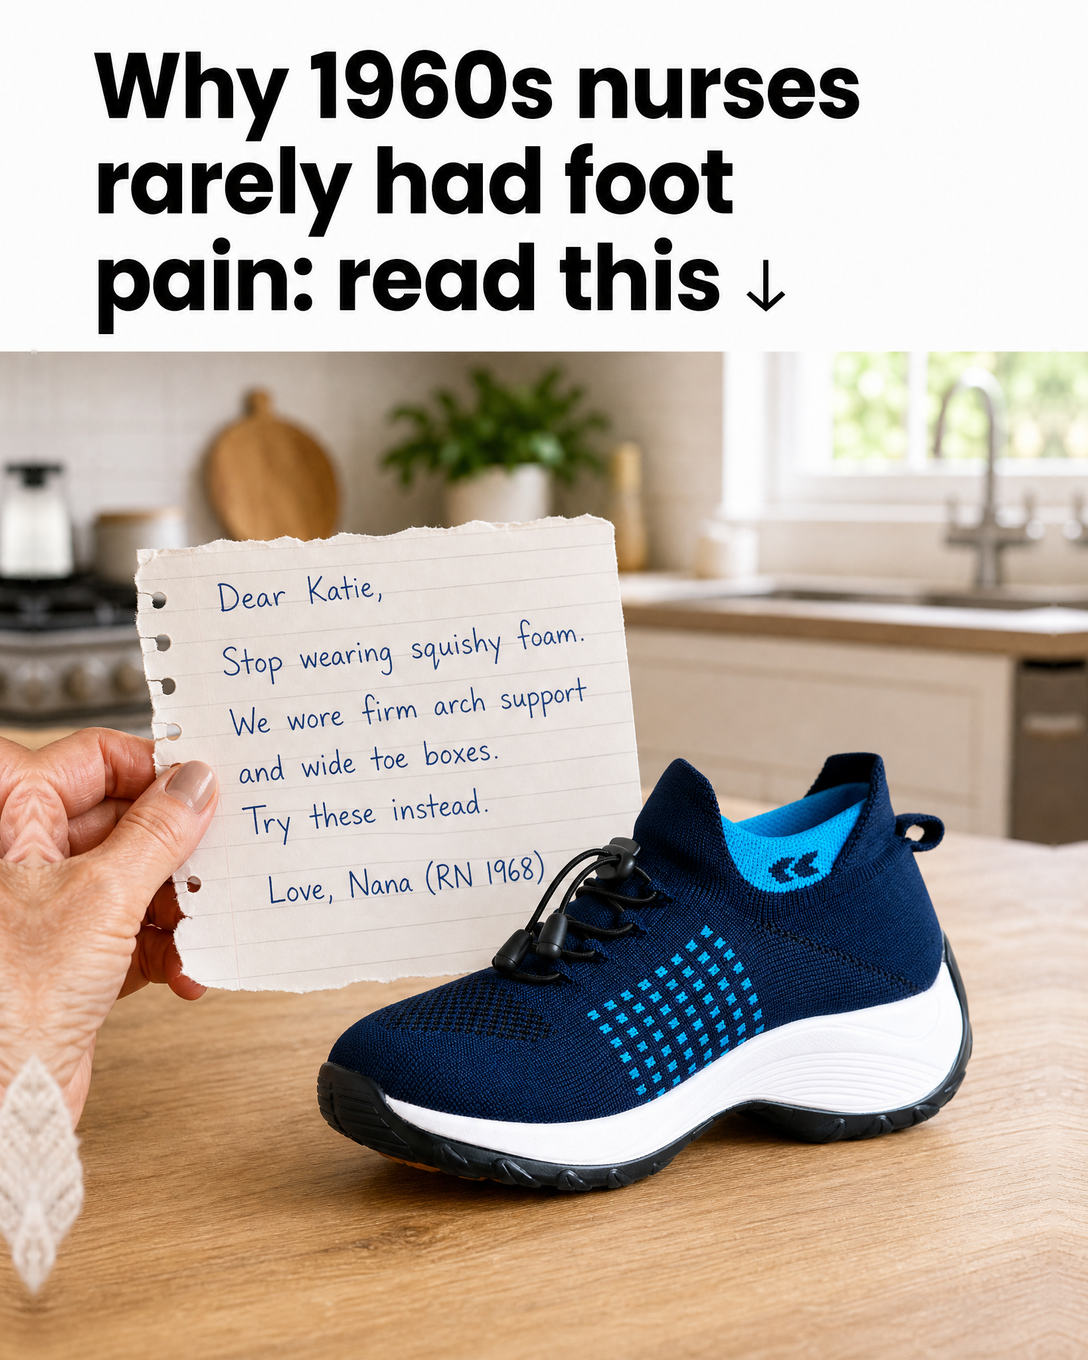 Why 1960s nurses
rarely had foot
pain: read this ↓
Dear Katie,
Stop wearing squishy foam.
We wore firm arch support
and wide toe boxes.
Try these instead.
Love, Nana (RN 1968)